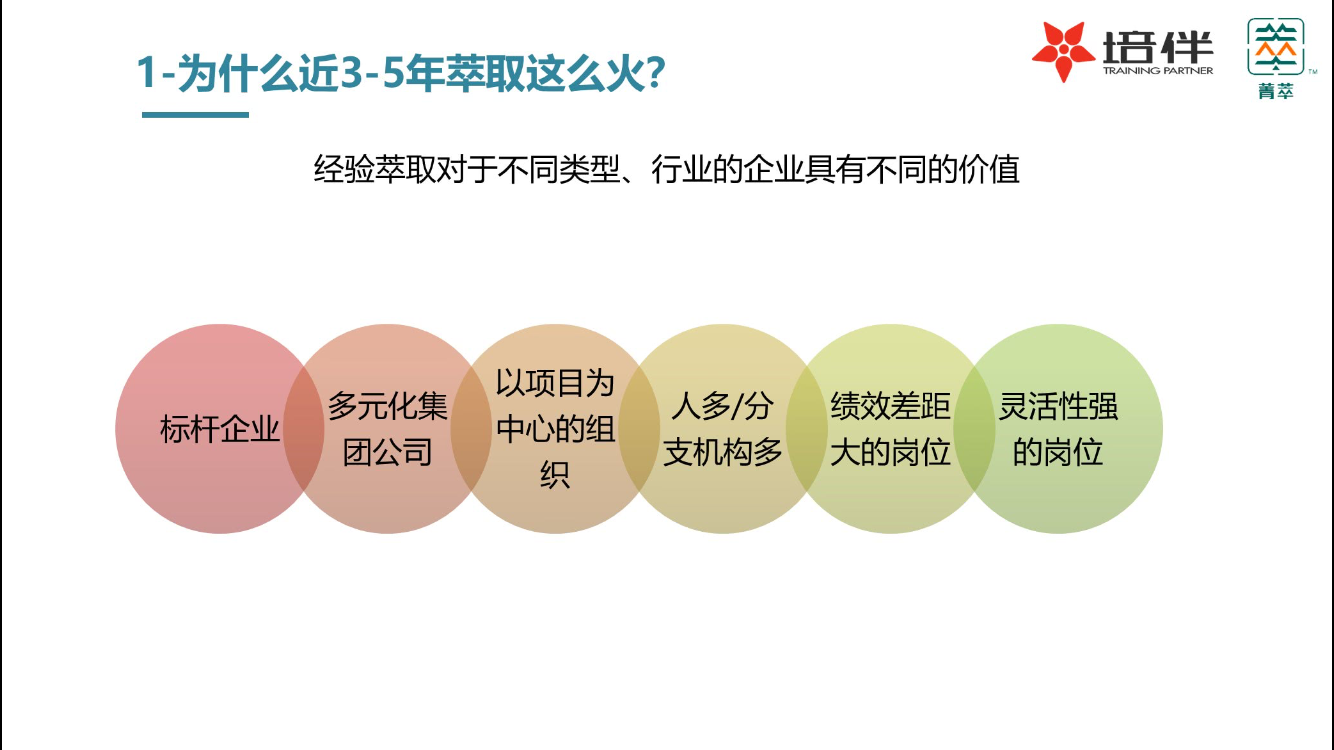 1-为什么近3-5年萃取这么火？
培伴
TRAINING PARTNER
萃
TM
菁萃
经验萃取对于不同类型、行业的企业具有不同的价值
标杆企业
多元化集
团公司
以项目为
中心的组
织
人多/分
支机构多
绩效差距
大的岗位
灵活性强
的岗位